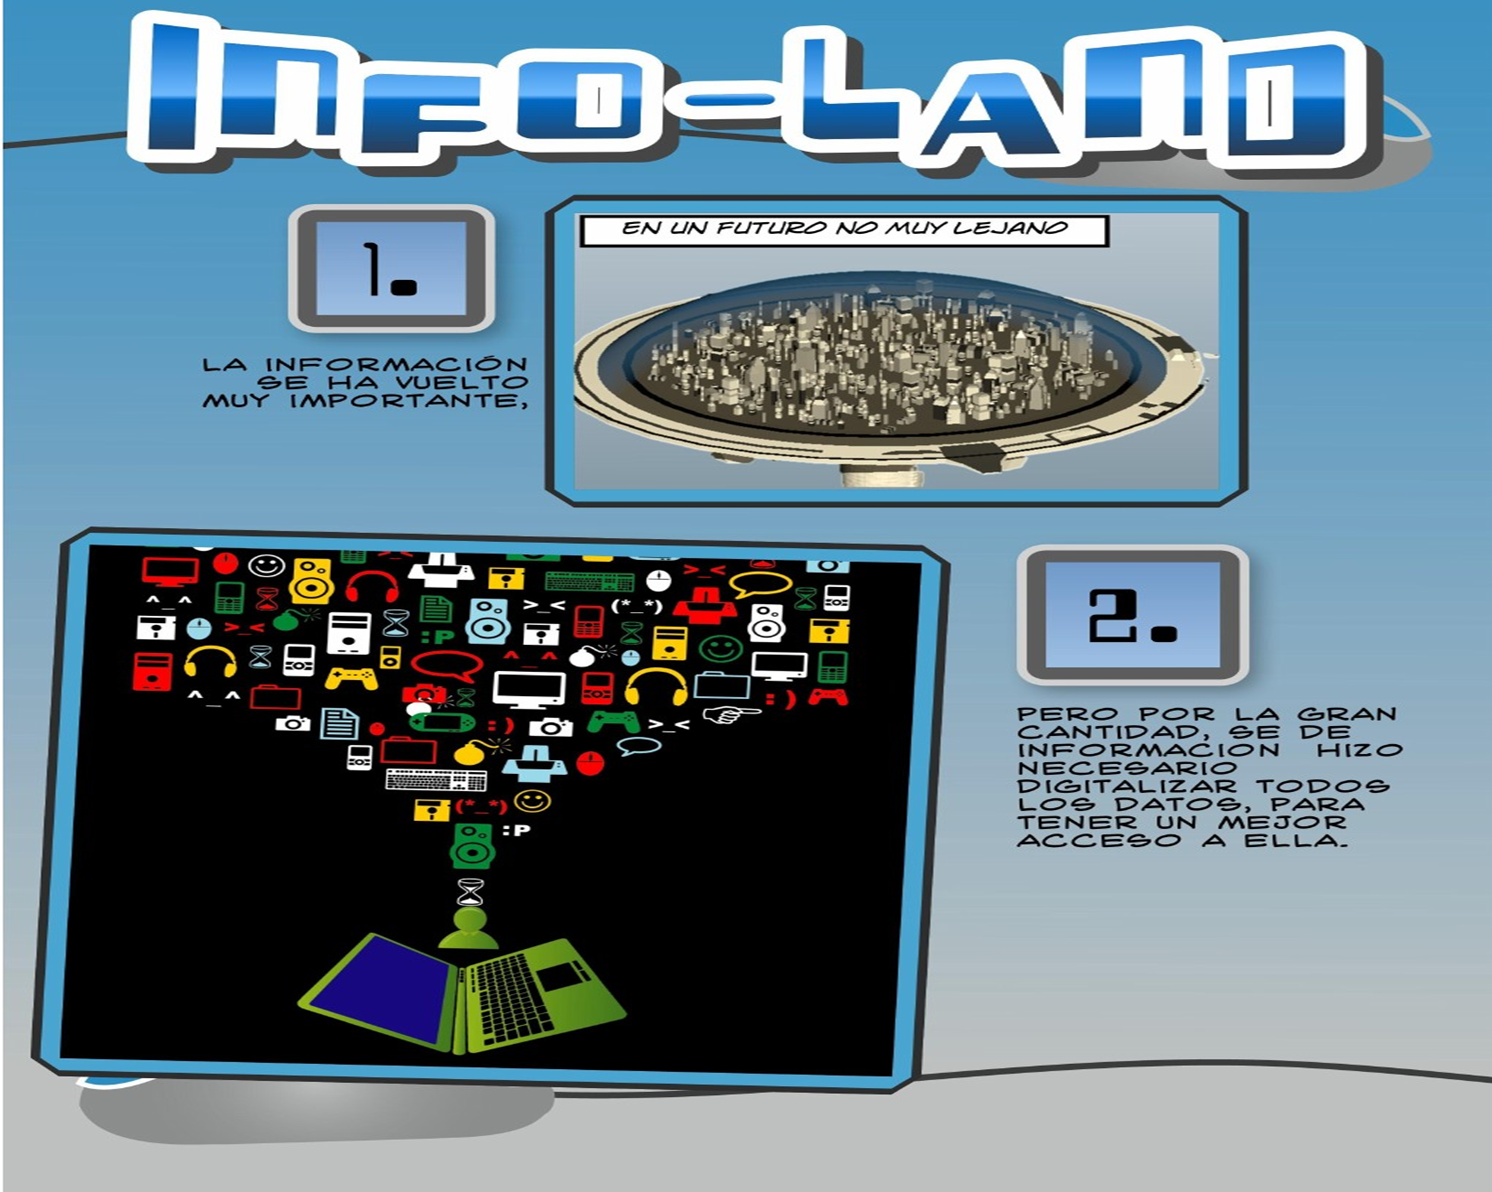 INFO-LAND
1.
EN UN FUTURO NO MUY LEJANO
LA INFORMACIÓN
SE HA VUELTO
MUY IMPORTANTE,
2.
PERO POR LA GRAN
CANTIDAD, SE DE
INFORMACION HIZO
NECESARIO
DIGITALIZAR TODOS
LOS DATOS, PARA
TENER UN MEJOR
ACCESO A ELLA.
^_^
>_<
>_<
(*_*)
>_<
:P
^_^
^_^
:)
:)
>_<
(*_*)
:P